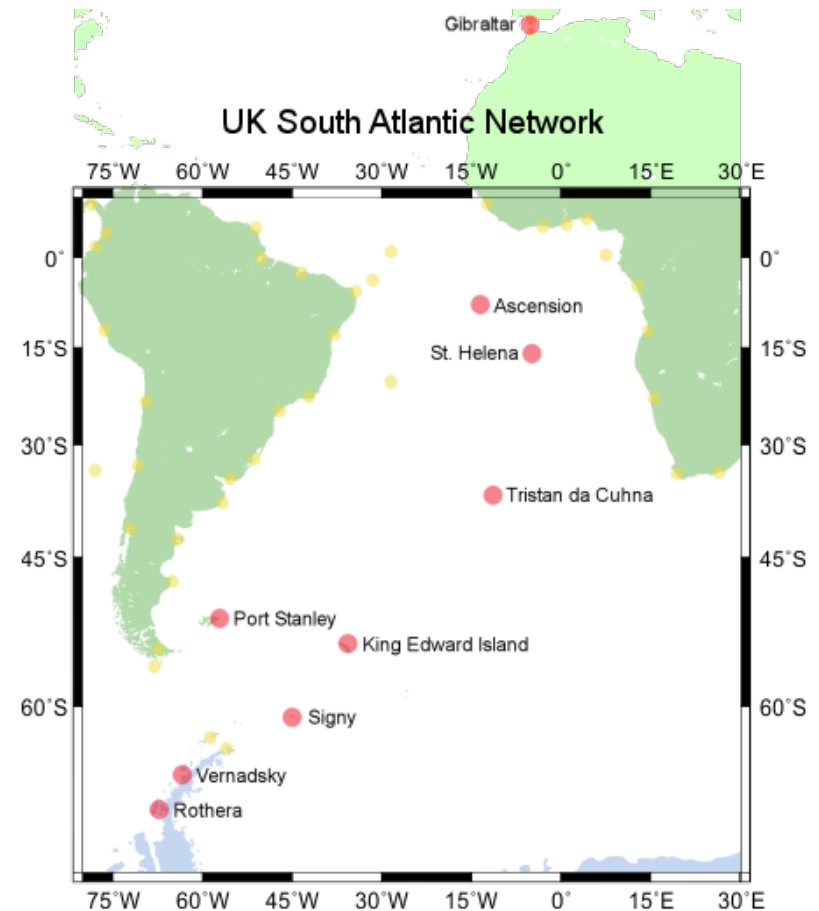 Gibraltar
UK South Atlantic Network
75°W 60°W 45°W 30°W 15°W 0° 15°E 30°E
0° 0°
Ascension
15°S St. Helena 15°S
30°S 30°S
Tristan da Cuhna
45°S 45°S
Port Stanley
King Edward Island
60°S 60°S
Signy
Vernadsky
Rothera
75°W 60°W 45°W 30°W 15°W 0° 15°E 30°E